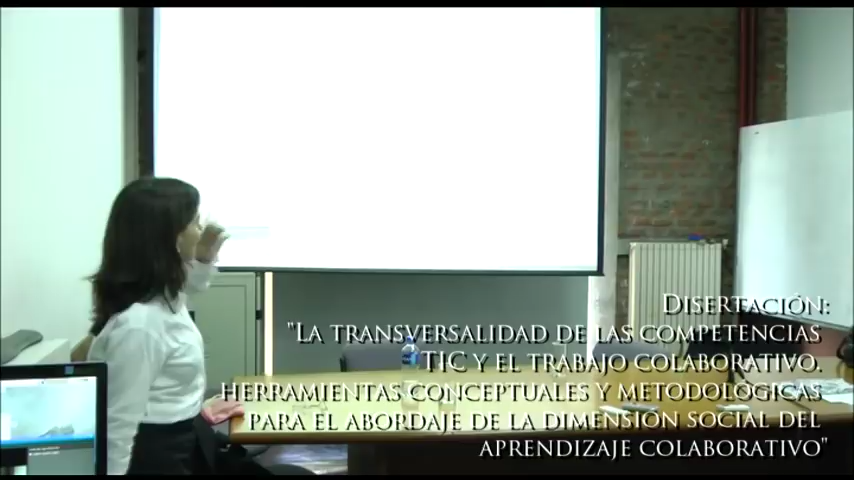 Disertación:
"La transversalidad de las competencias
TIC y el trabajo colaborativo.
herramientas conceptuales y metodológicas
para el abordaje de la dimensión social del
aprendizaje colaborativo"